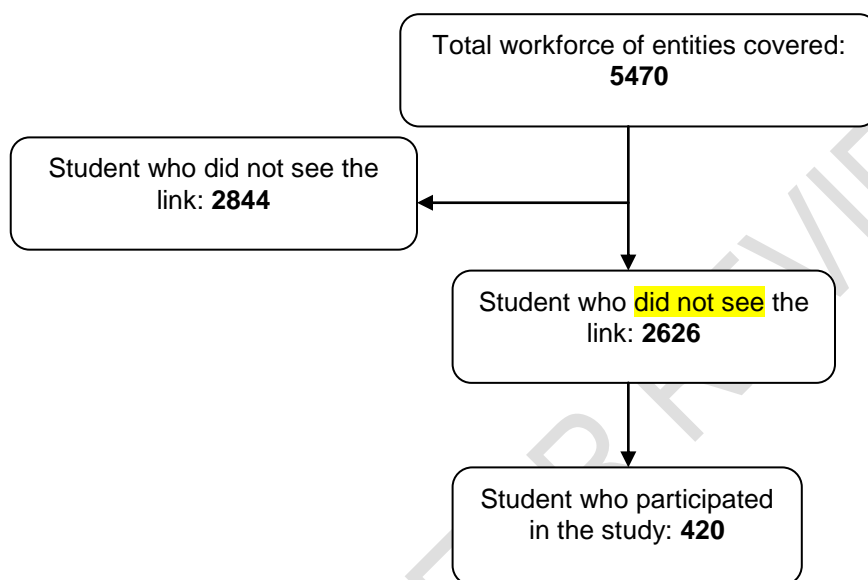 Total workforce of entities covered:
5470
Student who did not see the
link: 2844
Student who did not see the
link: 2626
Student who participated
in the study: 420